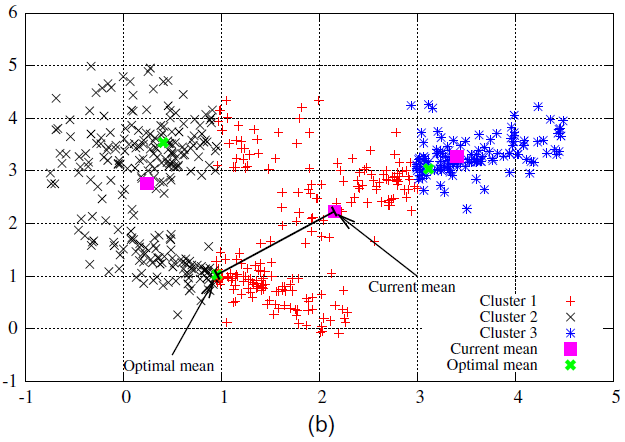 6
5
4
3
2
1
0
-1
-1 0 1 2 3 4 5
Current mean
Optimal mean
Cluster 1
Cluster 2
Cluster 3
Current mean
Optimal mean
(b)